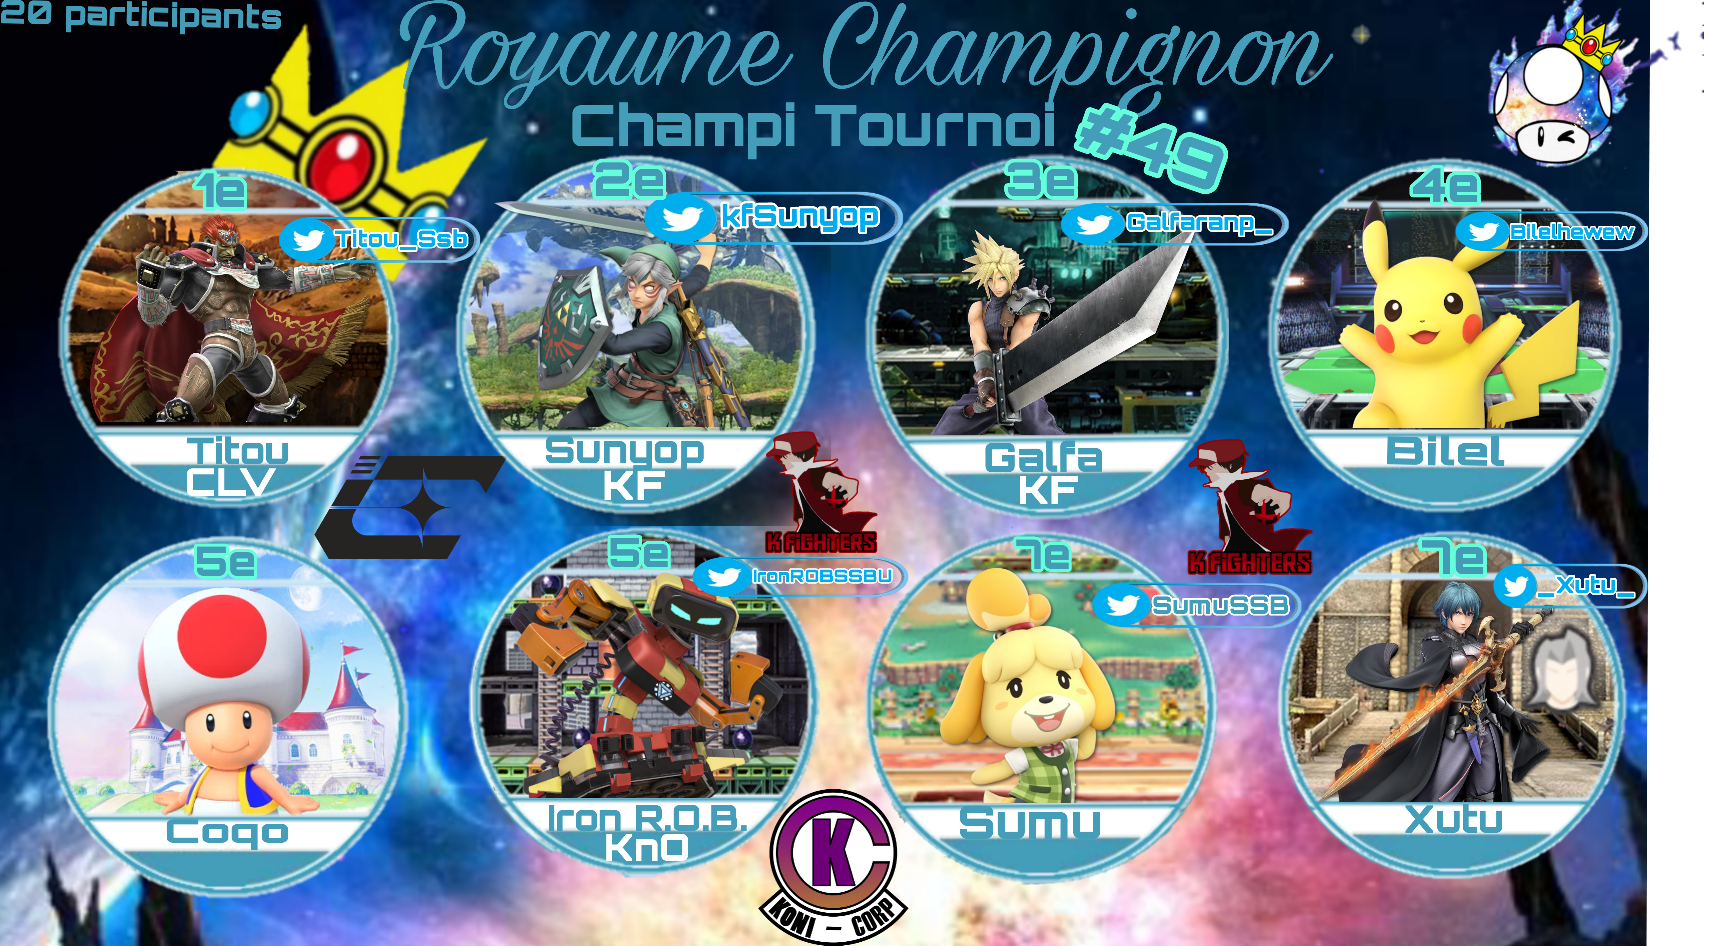 20 participants
Royaume Champignon
Champi Tournoi #49
1e
Titou_Ssb
Titou
CLV
2e
kfSunyop
Sunyop
KF
3e
Galfaranp_
Galfa
KF
4e
Bilelhewew
Bilel
K FIGHTERS
K FIGHTERS
5e
Coqo
5e
IronROBSSBU
Iron R.O.B.
KnO
7e
SumuSSB
Sumu
7e
_Xutu_
Xutu
K
KONI - CORP